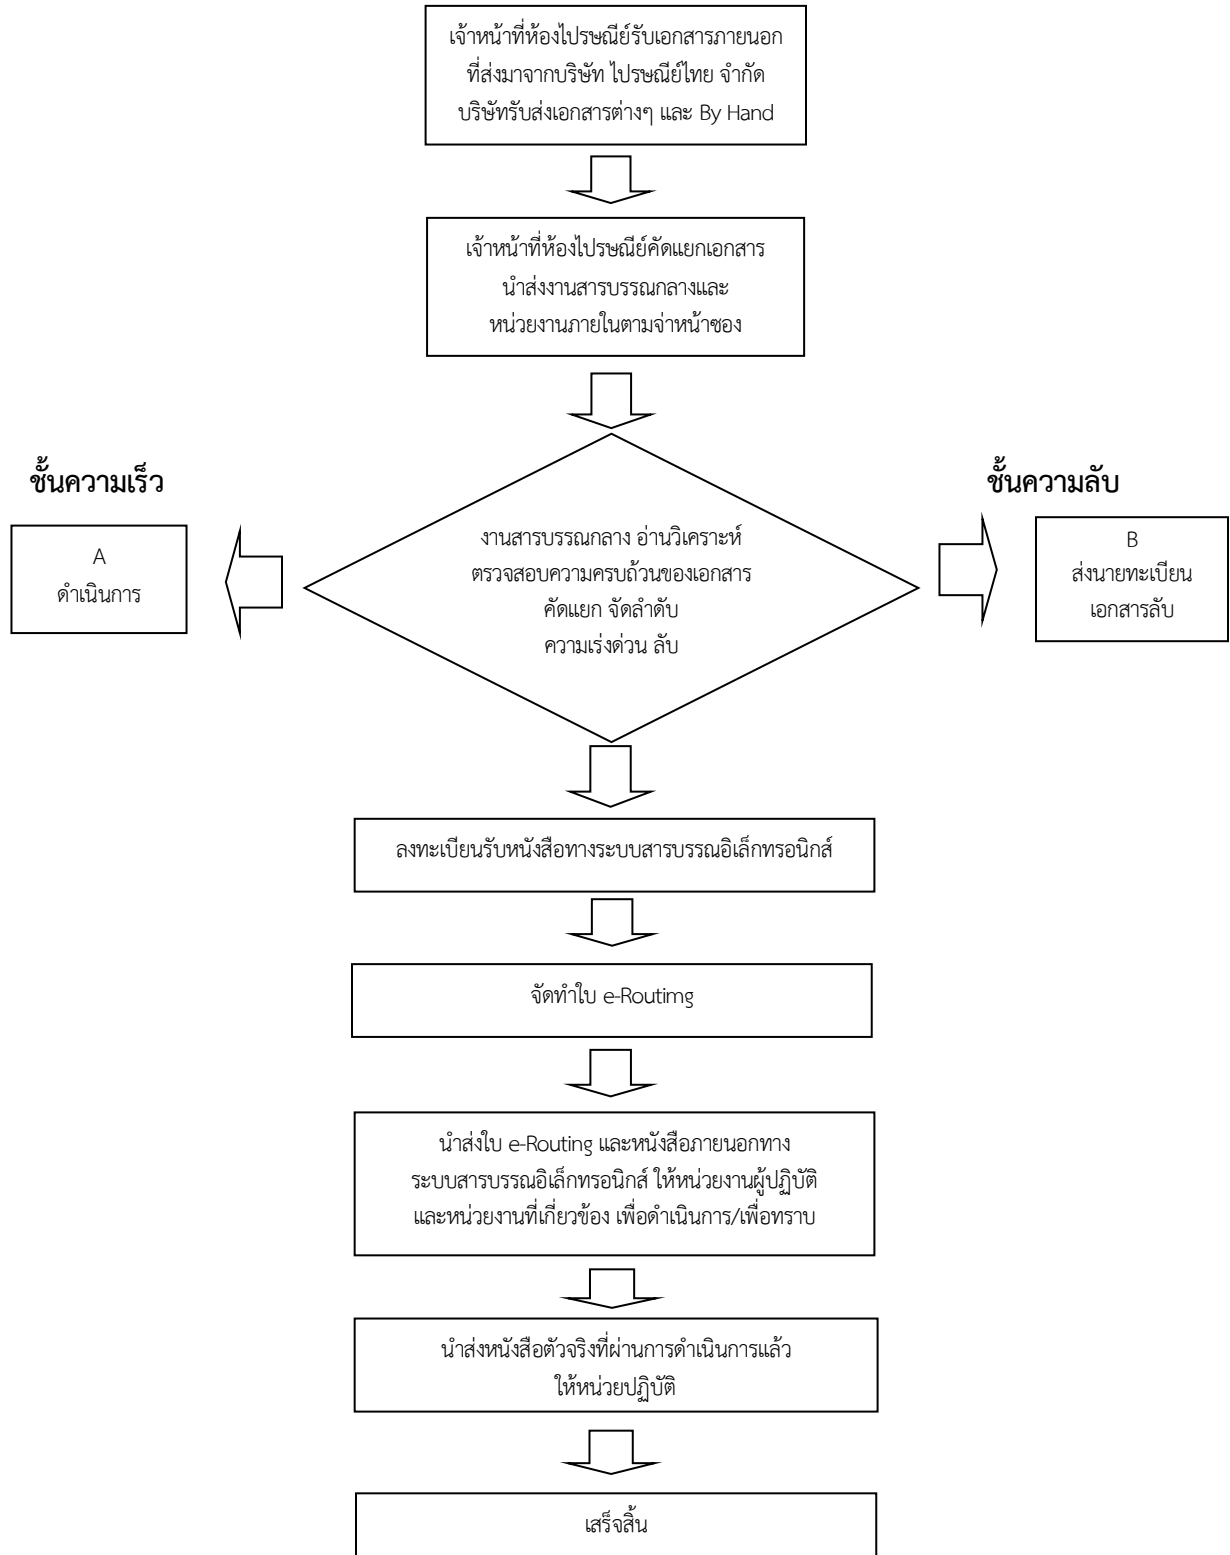 เจ้าหน้าที่ห้องไปรษณีย์รับเอกสารภายนอก
ที่ส่งมาจากบริษัท ไปรษณีย์ไทย จำกัด
บริษัทรับส่งเอกสารต่างๆ และ By Hand
เจ้าหน้าที่ห้องไปรษณีย์คัดแยกเอกสาร
นำส่งงานสารบรรณกลางและ
หน่วยงานภายในตามจ่าหน้าซอง
ชั้นความเร็ว
A
ดำเนินการ
งานสารบรรณกลาง อ่านวิเคราะห์
ตรวจสอบความครบถ้วนของเอกสาร
คัดแยก จัดลำดับ
ความเร่งด่วน ลับ
ชั้นความลับ
B
ส่งนายทะเบียน
เอกสารลับ
ลงทะเบียนรับหนังสือทางระบบสารบรรณอิเล็กทรอนิกส์
จัดทำใบ e-Routimg
นำส่งใบ e-Routing และหนังสือภายนอกทาง
ระบบสารบรรณอิเล็กทรอนิกส์ ให้หน่วยงานผู้ปฏิบัติ
และหน่วยงานที่เกี่ยวข้อง เพื่อดำเนินการ/เพื่อทราบ
นำส่งหนังสือตัวจริงที่ผ่านการดำเนินการแล้ว
ให้หน่วยปฏิบัติ
เสร็จสิ้น